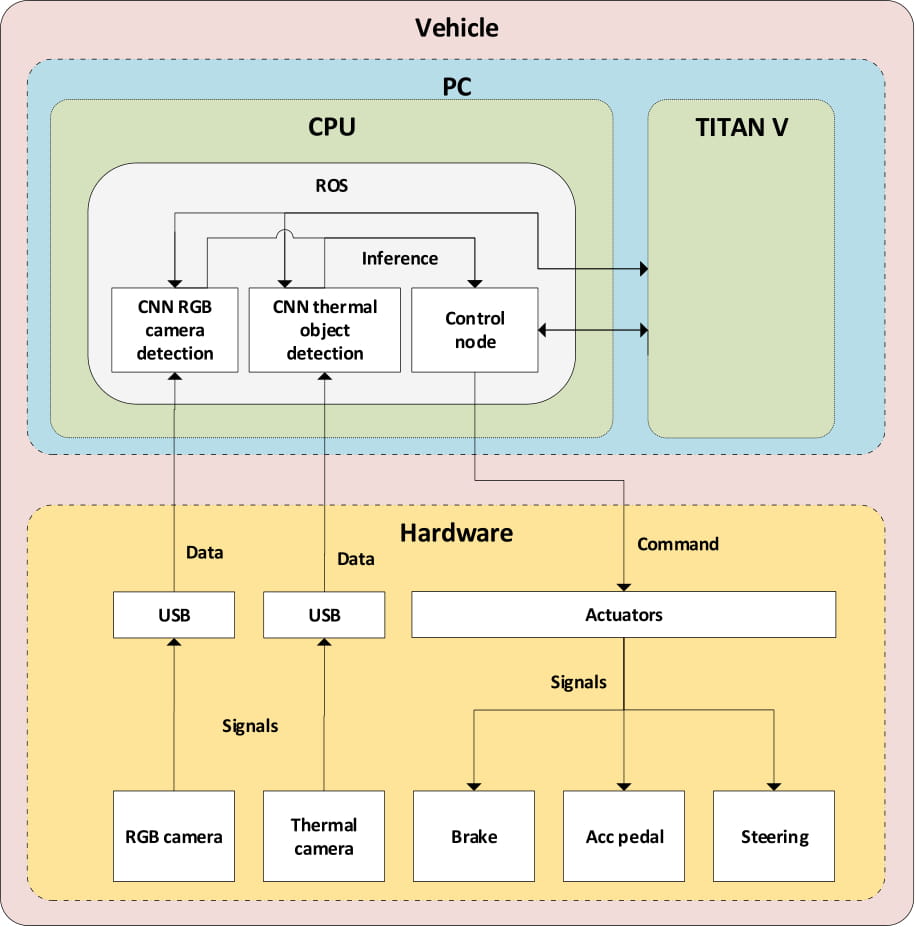 Vehicle
PC
CPU
TITAN V
ROS
Inference
CNN RGB
camera
detection
CNN thermal
object
detection
Control
node
Hardware
Data
Data
Command
USB
USB
Actuators
Signals
Signals
RGB camera
Thermal
camera
Brake
Acc pedal
Steering